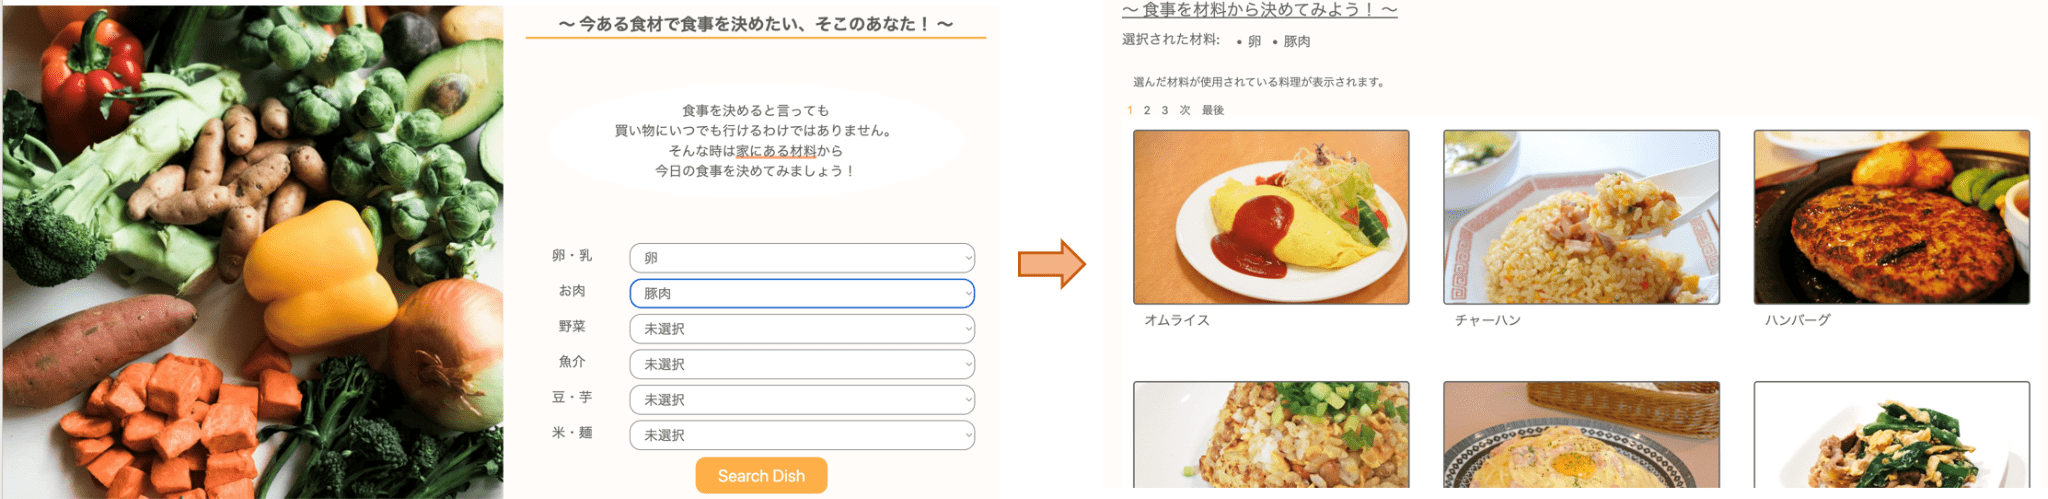 〜 今ある食材で食事を決めたい、そこのあなた！ 〜
食事を決めると言っても
買い物にいつでも行けるわけではありません。
そんな時は家にある材料から
今日の食事を決めてみましょう！
卵・乳 卵
お肉 豚肉
野菜 未選択
魚介 未選択
豆・芋 未選択
米・麺 未選択
Search Dish
〜 食事を材料から決めてみよう！ 〜
選択された材料: • 卵 • 豚肉
選んだ材料が使用されている料理が表示されます。
1 2 3 次 最後
オムライス
チャーハン
ハンバーグ